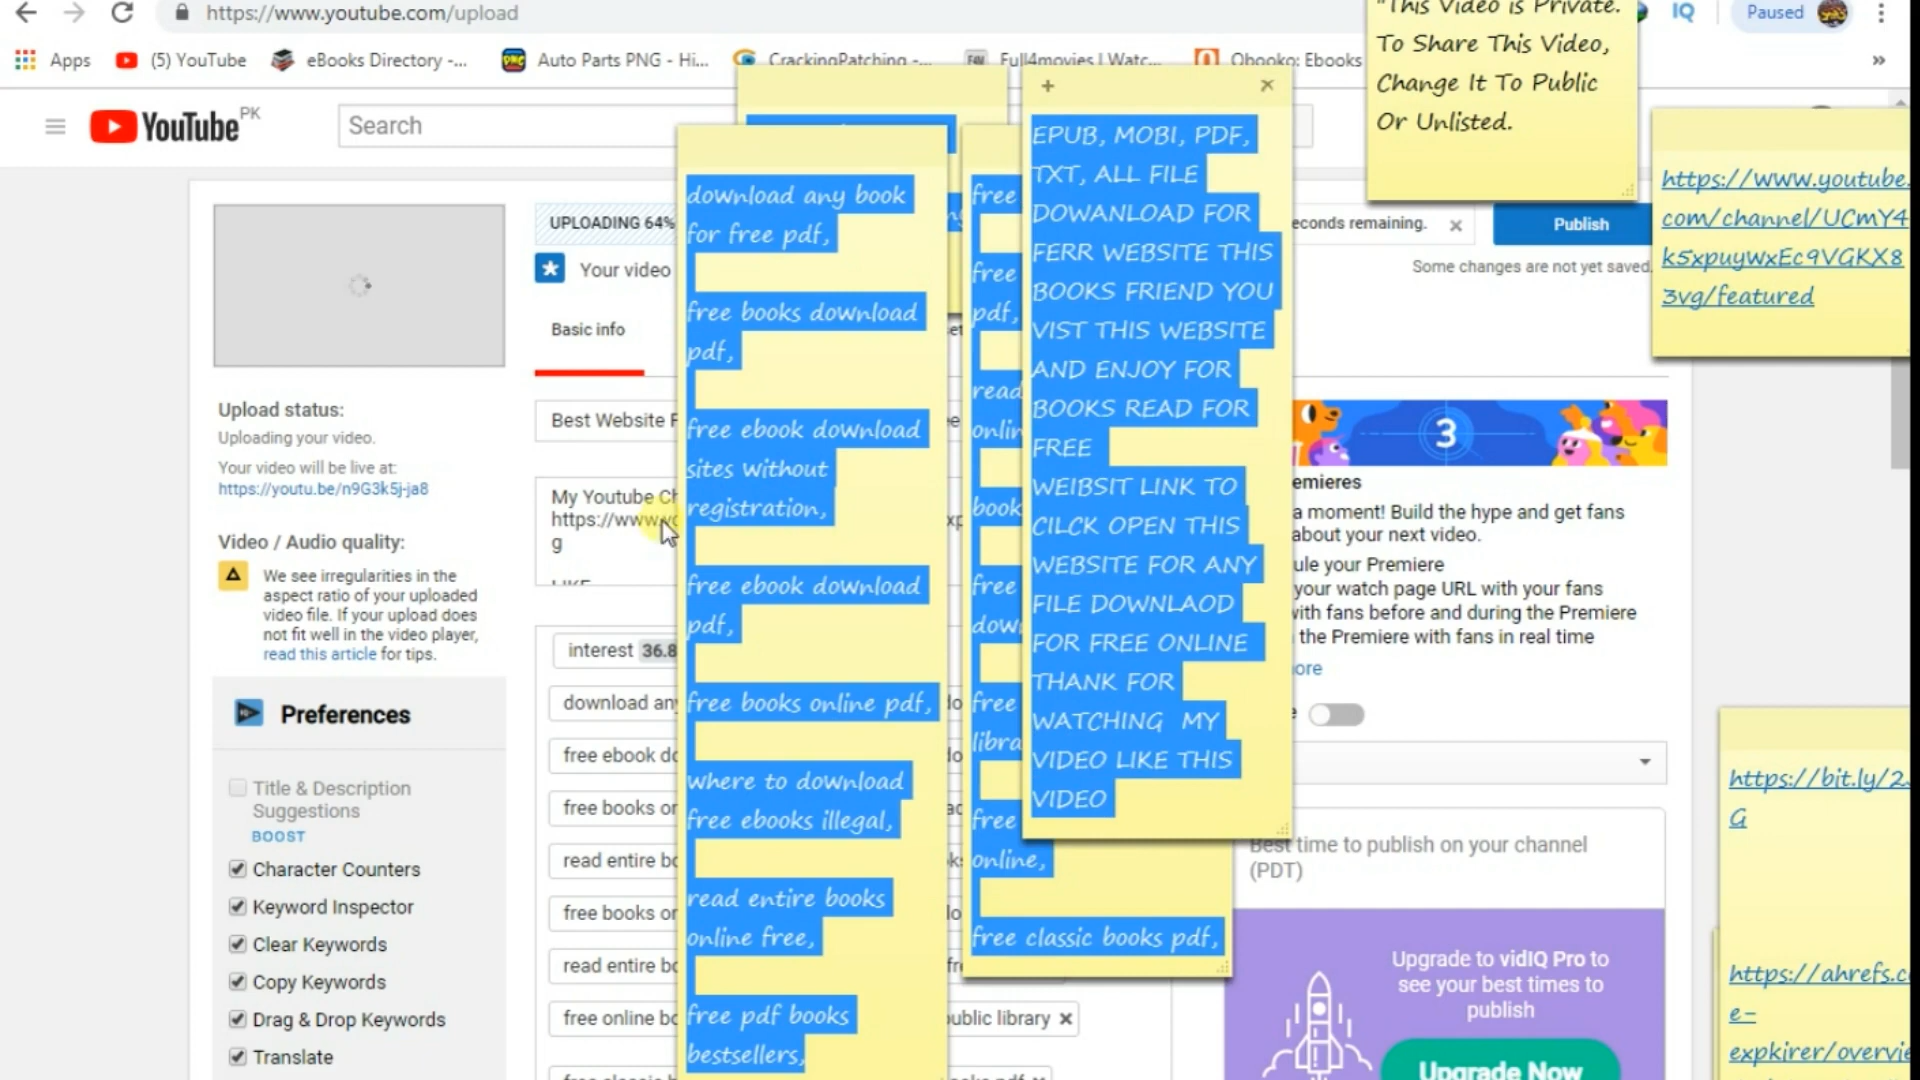 https://www.youtube.com/upload
IQ
Paused
Apps
(5) YouTube
eBooks Directory -...
Auto Parts PNG - Hi...
CrackingPatching -...
Full4movies | Watc...
Obooko: Ebooks
»
YouTube PK
Search
"This Video is Private.
To Share This Video,
Change It To Public
Or Unlisted.
https://www.youtube.
com/channel/UCmY4
k5xpuywxEc9VGKX8
3vg/featured
UPLOADING 64%
econds remaining.
Publish
Your video
Some changes are not yet saved.
Basic info
Upload status:
Uploading your video.
Your video will be live at:
https://youtu.be/n9G3k5j-ja8
Video / Audio quality:
We see irregularities in the
aspect ratio of your uploaded
video file. If your upload does
not fit well in the video player,
read this article for tips.
Best Website F
My Youtube Ch
g
LIKE
interest 36.8
download any
free ebook do
free books or
read entire bo
free books or
read entire bo
free online bo
ublic library
Preferences
Title & Description
Suggestions
BOOST
Character Counters
Keyword Inspector
Clear Keywords
Copy Keywords
Drag & Drop Keywords
Translate
download any book
for free pdf,
free books download
pdf,
free ebook download
sites without
registration,
free ebook download
pdf,
free books online pdf,
where to download
free ebooks illegal,
read entire books
online free,
free pdf books
bestsellers,
free
free
pdf,
read
onlin
book
free
dow
free
libra
free
online,
free classic books pdf,
EPUB, MOBI, PDF,
TXT, ALL FILE
DOWANLOAD FOR
FERR WEBSITE THIS
BOOKS FRIEND YOU
VIST THIS WEBSITE
AND ENJOY FOR
BOOKS READ FOR
FREE
WEIBSIT LINK TO
CILCK OPEN THIS
WEBSITE FOR ANY
FILE DOWNLAOD
FOR FREE ONLINE
THANK FOR
WATCHING MY
VIDEO LIKE THIS
VIDEO
3
emieres
a moment! Build the hype and get fans
about your next video.
ule your Premiere
your watch page URL with your fans
with fans before and during the Premiere
the Premiere with fans in real time
ore
Best time to publish on your channel
(PDT)
Upgrade to vidIQ Pro to
see your best times to
publish
Upgrade Now
https://bit.ly/2
G
https://ahrefs.c
e-
expkirer/overvie